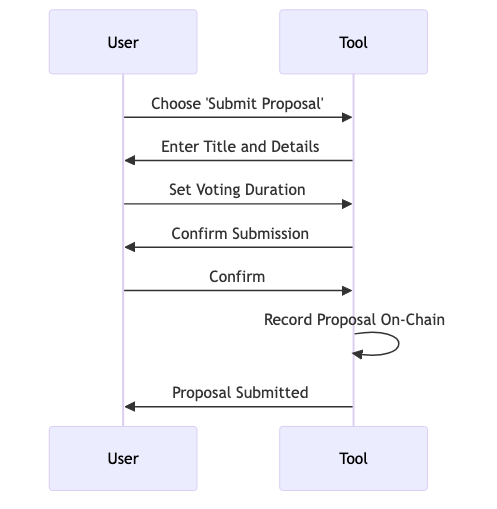 User Tool
Choose 'Submit Proposal'
Enter Title and Details
Set Voting Duration
Confirm Submission
Confirm
Record Proposal On-Chain
Proposal Submitted
User Tool